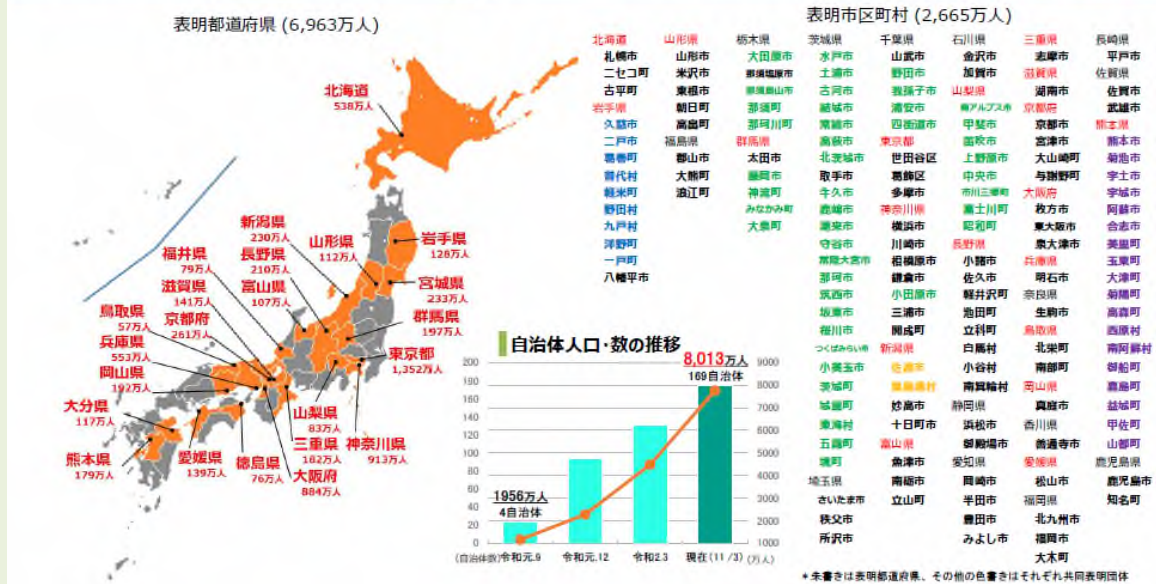 表明都道府県 (6,963万人)
北海道
538万人
新潟県
230万人
山形県
112万人
岩手県
128万人
福井県
79万人
長野県
210万人
宮城県
233万人
滋賀県
141万人
富山県
107万人
鳥取県
57万人
京都府
261万人
群馬県
197万人
兵庫県
553万人
東京都
1,352万人
岡山県
192万人
大分県
117万人
山梨県
83万人
熊本県
179万人
愛媛県
139万人
徳島県
76万人
三重県
182万人
神奈川県
913万人
大阪府
884万人
自治体人口・数の推移
8,013万人
169自治体
1956万人
4自治体
200
180
160
140
120
100
80
60
40
20
0
9000
8000
7000
6000
5000
4000
3000
2000
1000
(自治体数) 令和元.9 令和元.12 令和2.3 現在(11/3) (万人)
表明市区町村 (2,665万人)
北海道
札幌市
ニセコ町
古平町
岩手県
久慈市
二戸市
葛巻町
普代村
軽米町
野田村
九戸村
洋野町
一戸町
八幡平市
山形県
山形市
米沢市
東根市
朝日町
高畠町
福島県
郡山市
大熊町
浪江町
栃木県
大田原市
那須塩原市
那須烏山市
那須町
那珂川町
群馬県
太田市
藤岡市
神流町
みなかみ町
大泉町
茨城県
水戸市
土浦市
古河市
結城市
常総市
高萩市
北茨城市
取手市
牛久市
鹿嶋市
潮来市
守谷市
常陸大宮市
那珂市
筑西市
坂東市
桜川市
つくばみらい市
小美玉市
茨城町
城里町
東海村
五霞町
境町
埼玉県
さいたま市
秩父市
所沢市
千葉県
山武市
野田市
我孫子市
浦安市
四街道市
東京都
世田谷区
葛飾区
多摩市
神奈川県
横浜市
川崎市
相模原市
鎌倉市
小田原市
三浦市
開成町
新潟県
佐渡市
粟島浦村
妙高市
十日町市
富山県
魚津市
南砺市
立山町
石川県
金沢市
加賀市
山梨県
南アルプス市
甲斐市
笛吹市
上野原市
中央市
市川三郷町
富士川町
昭和町
長野県
小諸市
佐久市
軽井沢町
池田町
立科町
白馬村
小谷村
南箕輪村
静岡県
浜松市
御殿場市
愛知県
岡崎市
半田市
豊田市
みよし市
三重県
志摩市
滋賀県
湖南市
京都府
京都市
宮津市
大山崎町
与謝野町
大阪府
枚方市
東大阪市
泉大津市
兵庫県
明石市
奈良県
生駒市
鳥取県
北栄町
南部町
岡山県
真庭市
香川県
善通寺市
愛媛県
松山市
福岡県
北九州市
福岡市
大木町
長崎県
平戸市
佐賀県
佐賀市
武雄市
熊本県
熊本市
菊池市
宇土市
宇城市
阿蘇市
合志市
美里町
玉東町
大津町
菊陽町
高森町
西原村
南阿蘇村
御船町
嘉島町
益城町
甲佐町
山都町
鹿児島県
鹿児島市
知名町
*朱書きは表明都道府県、その他の色書きはそれぞれ共同表明団体